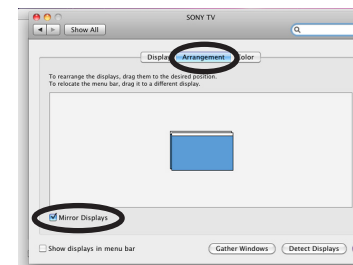 SONY TV
Show All
Display Arrangement Color
To rearrange the displays, drag them to the desired position.
To relocate the menu bar, drag it to a different display.
Mirror Displays
Show displays in menu bar
Gather Windows
Detect Displays